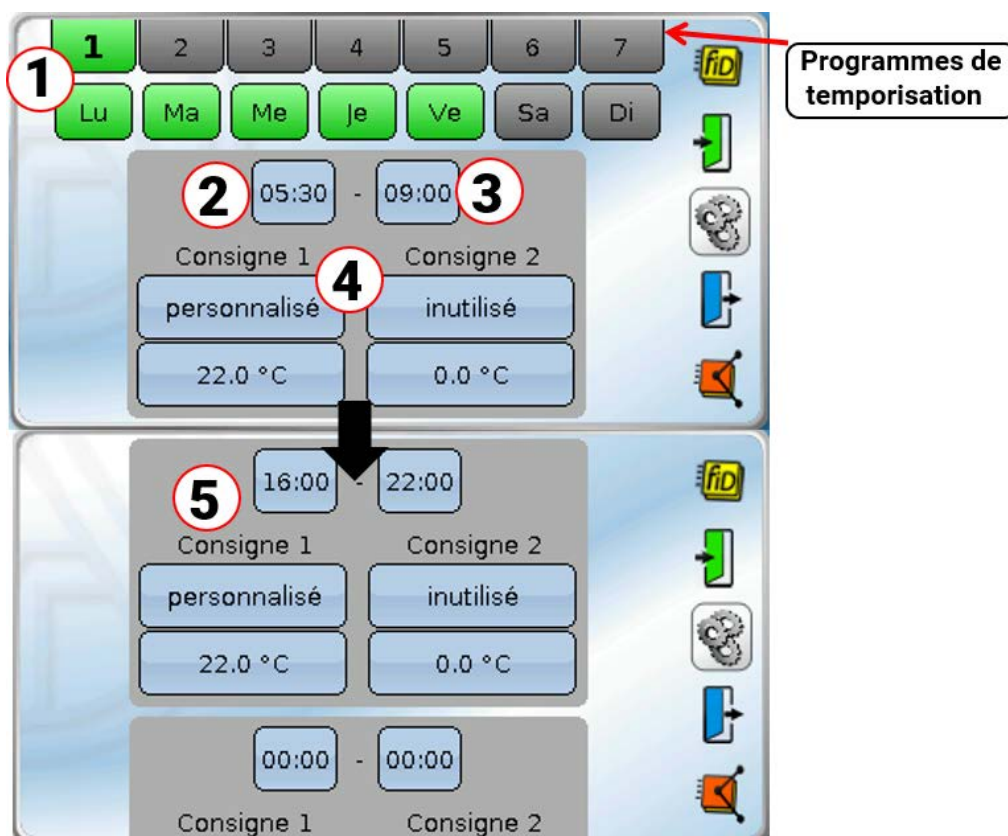 1 2 3 4 5 6 7
fiD
Programmes de
temporisation
1
Lu Ma Me Je Ve Sa Di
2 05:30 - 09:00 3
Consigne 1 Consigne 2
4
personnalisé inutilisé
22.0 °C 0.0 °C
16:00 - 22:00
fiD
5
Consigne 1 Consigne 2
personnalisé inutilisé
22.0 °C 0.0 °C
00:00 - 00:00
Consigne 1 Consigne 2